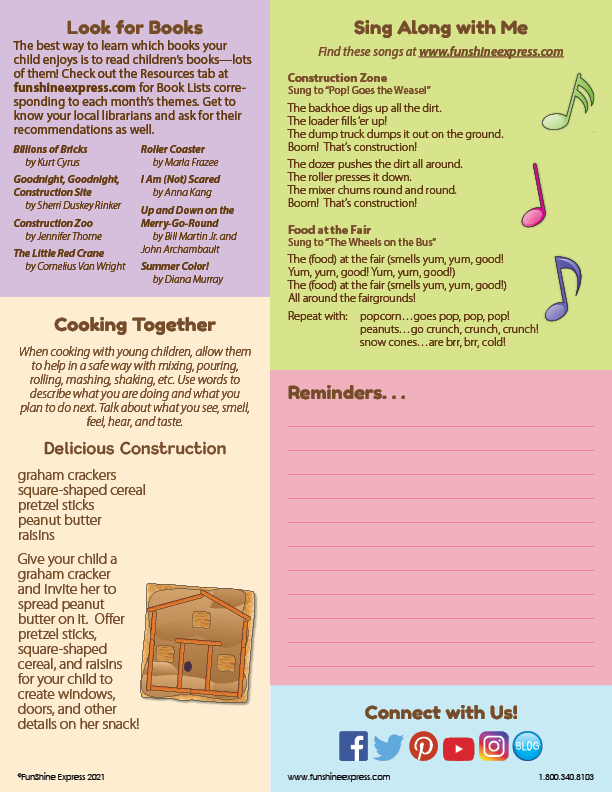 Look for Books
The best way to learn which books your
child enjoys is to read children's books—lots
of them! Check out the Resources tab at
funshineexpress.com for Book Lists corre-
sponding to each month's themes. Get to
know your local librarians and ask for their
recommendations as well.
Billions of Bricks
by Kurt Cyrus
Goodnight, Goodnight,
Construction Site
by Sherri Duskey Rinker
Construction Zoo
by Jennifer Thorne
The Little Red Crane
by Cornelius Van Wright
Roller Coaster
by Marla Frazee
I Am (Not) Scared
by Anna Kang
Up and Down on the
Merry-Go-Round
by Bill Martin Jr. and
John Archambault
Summer Color!
by Diana Murray
Cooking Together
When cooking with young children, allow them
to help in a safe way with mixing, pouring,
rolling, mashing, shaking, etc. Use words to
describe what you are doing and what you
plan to do next. Talk about what you see, smell,
feel, hear, and taste.
Delicious Construction
graham crackers
square-shaped cereal
pretzel sticks
peanut butter
raisins
Give your child a
graham cracker
and invite her to
spread peanut
butter on it.  Offer
pretzel sticks,
square-shaped
cereal, and raisins
for your child to
create windows,
doors, and other
details on her snack!
©FunShine Express 2021
Sing Along with Me
Find these songs at www.funshineexpress.com
Construction Zone
Sung to "Pop! Goes the Weasel"
The backhoe digs up all the dirt.
The loader fills 'er up!
The dump truck dumps it out on the ground.
Boom!  That's construction!
The dozer pushes the dirt all around.
The roller presses it down.
The mixer churns round and round.
Boom!  That's construction!
Food at the Fair
Sung to "The Wheels on the Bus"
The (food) at the fair (smells yum, yum, good!
Yum, yum, good! Yum, yum, good!)
The (food) at the fair (smells yum, yum, good!)
All around the fairgrounds!
Repeat with: popcorn…goes pop, pop, pop!
peanuts…go crunch, crunch, crunch!
snow cones…are brr, brr, cold!
Reminders. . .
Connect with Us!
BLOG
www.funshineexpress.com 1.800.340.8103